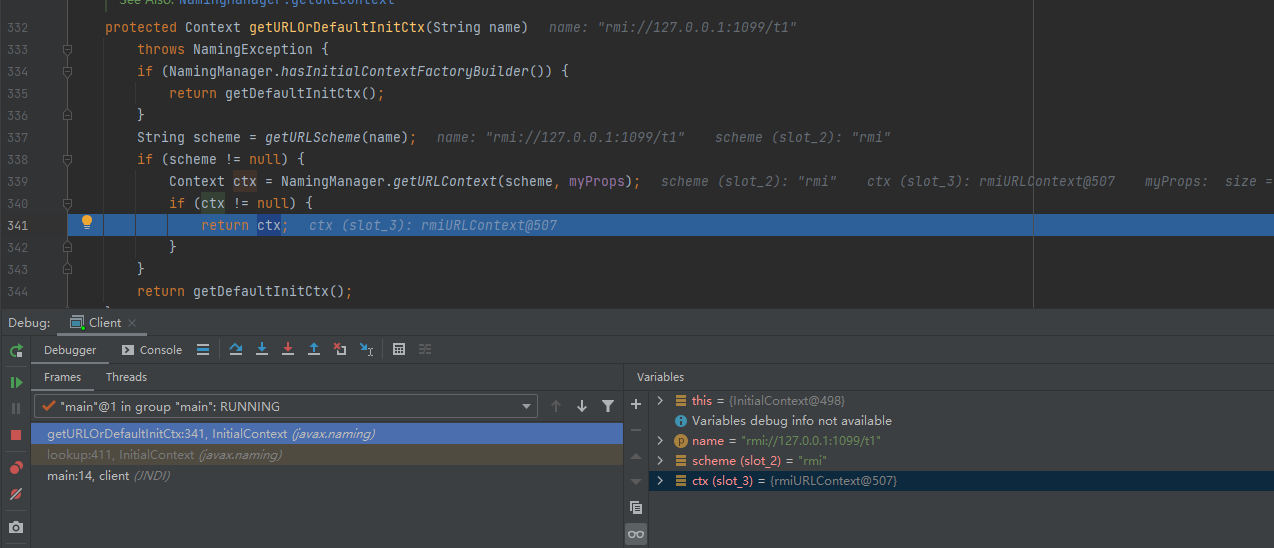 See Also: NamingManager.getURLContext
332 protected Context getURLOrDefaultInitCtx(String name) name: "rmi://127.0.0.1:1099/t1"
333 throws NamingException {
334 if (NamingManager.hasInitialContextFactoryBuilder()) {
335 return getDefaultInitCtx();
336 }
337 String scheme = getURLScheme(name); name: "rmi://127.0.0.1:1099/t1" scheme (slot_2): "rmi"
338 if (scheme != null) {
339 Context ctx = NamingManager.getURLContext(scheme, myProps); scheme (slot_2): "rmi" ctx (slot_3): rmiURLContext@507 myProps: size =
340 if (ctx != null) {
341 return ctx; ctx (slot_3): rmiURLContext@507
342 }
343 }
344 return getDefaultInitCtx();
Debug: Client
Debugger Console
Frames Threads
Variables
"main"@1 in group "main": RUNNING
getURLOrDefaultInitCtx:341, InitialContext (javax.naming)
lookup:411, InitialContext (javax.naming)
main:14, client (JNDI)
this = {InitialContext@498}
Variables debug info not available
name = "rmi://127.0.0.1:1099/t1"
scheme (slot_2) = "rmi"
ctx (slot_3) = {rmiURLContext@507}